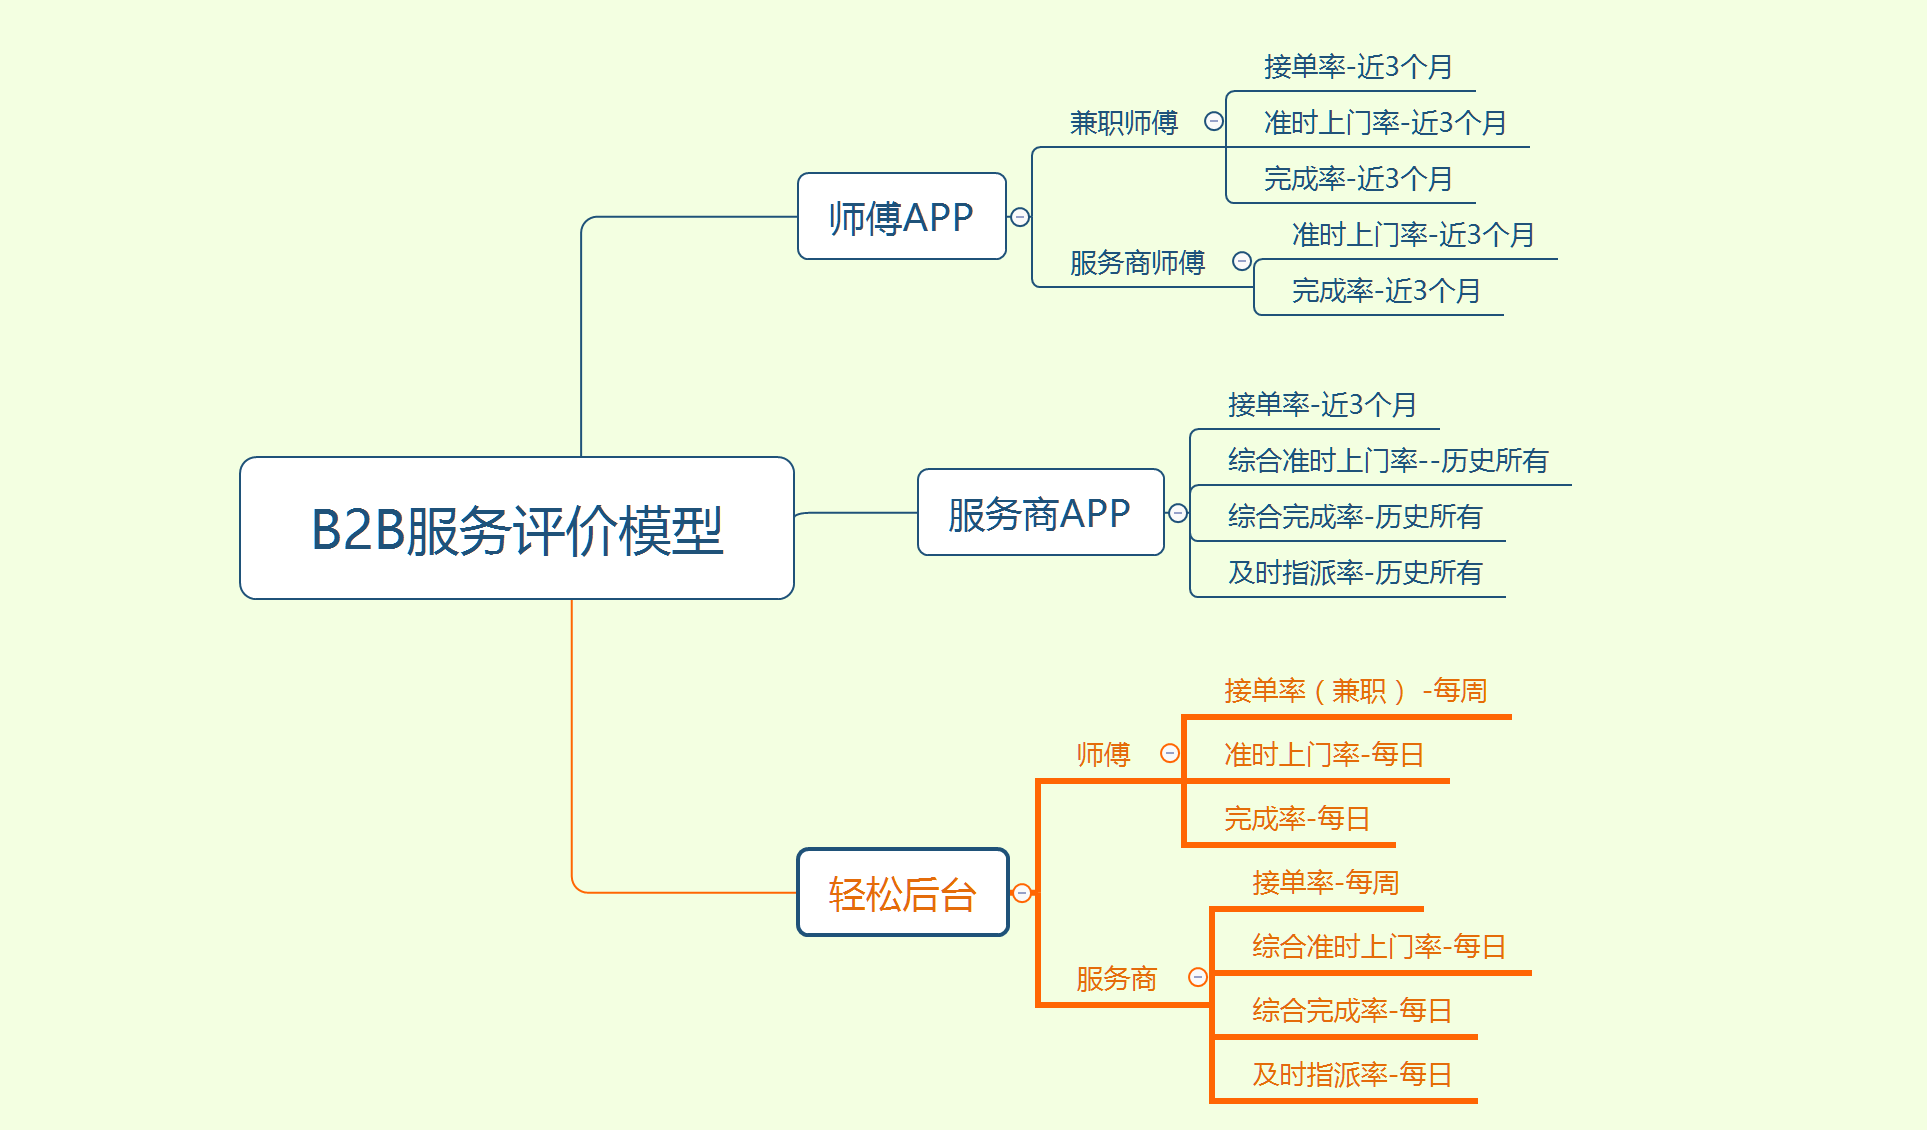 B2B服务评价模型
师傅APP
兼职师傅
接单率-近3个月
准时上门率-近3个月
完成率-近3个月
服务商师傅
准时上门率-近3个月
完成率-近3个月
服务商APP
接单率-近3个月
综合准时上门率--历史所有
综合完成率-历史所有
及时指派率-历史所有
轻松后台
师傅
接单率（兼职） -每周
准时上门率-每日
完成率-每日
服务商
接单率-每周
综合准时上门率-每日
综合完成率-每日
及时指派率-每日